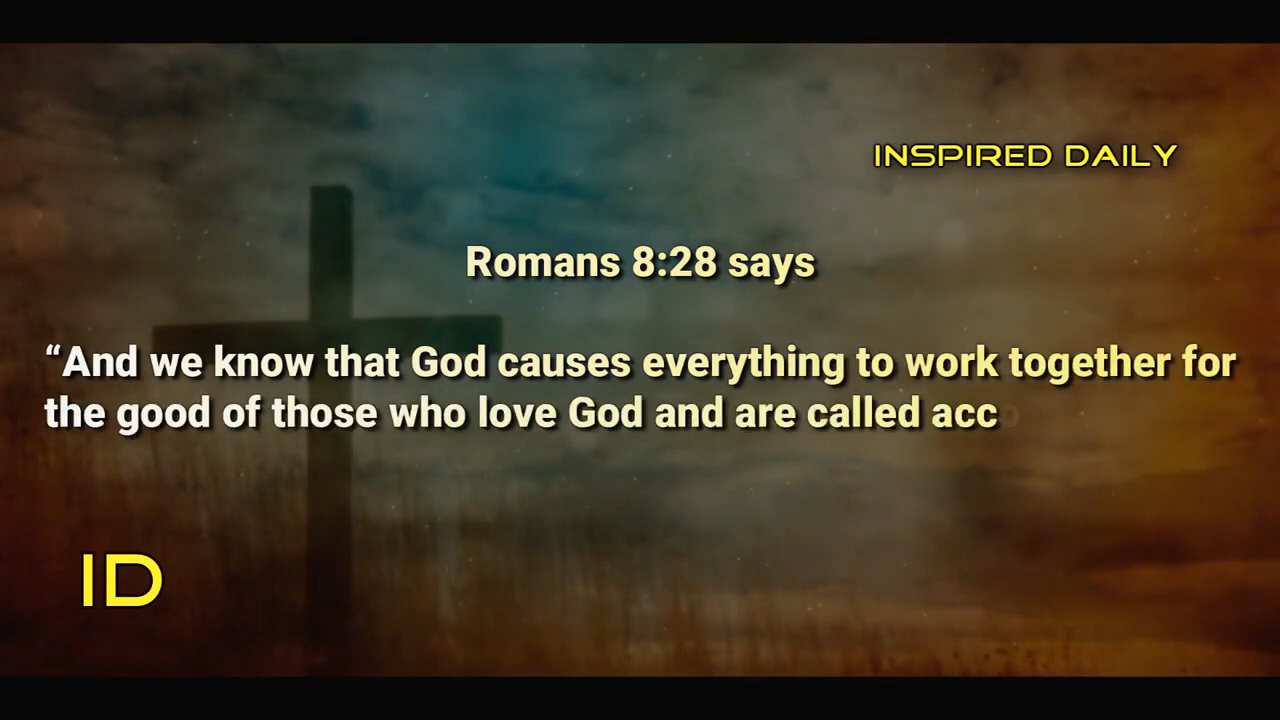 INSPIRED DAILY
Romans 8:28 says
“And we know that God causes everything to work together for
the good of those who love God and are called acc
ID